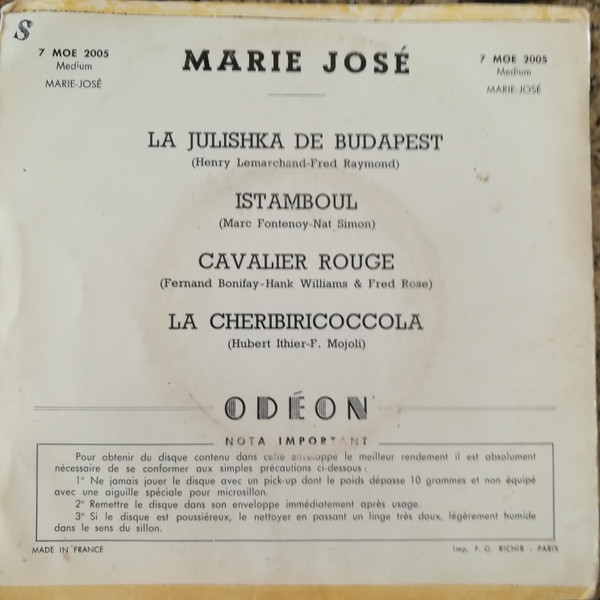 S
7 MOE 2005
Medium
MARIE-JOSÉ
MARIE JOSÉ
7 MOE 2005
Medium
MARIE-JOSÉ
LA JULISHKA DE BUDAPEST
(Henry Lemarchand-Fred Raymond)
ISTAMBOUL
(Marc Fontenoy-Nat Simon)
CAVALIER ROUGE
(Fernand Bonifay-Hank Williams & Fred Rose)
LA CHERIBIRICOCCOLA
(Hubert Ithier-F. Mojoli)
ODÉON
NOTA IMPORTANT
Pour obtenir du disque contenu dans cette enveloppe le meilleur rendement il est absolument
nécessaire de se conformer aux simples précautions ci-dessous :
1° Ne jamais jouer le disque avec un pick-up dont le poids dépasse 10 grammes et non équipé
avec une aiguille spéciale pour microsillon.
2° Remettre le disque dans son enveloppe immédiatement après usage.
3° Si le disque est poussiéreux, le nettoyer en passant un linge très doux, légèrement humide
dans le sens du sillon.
MADE IN FRANCE
Imp. P. G. RICHIR - PARIS